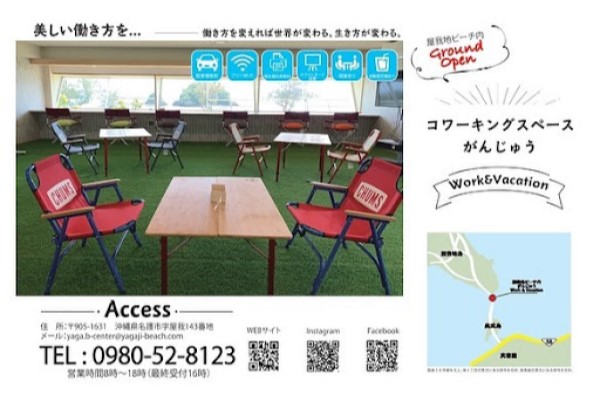 美しい働き方を...
働き方を変えれば世界が変わる。生き方が変わる。
屋我地ビーチ内
Ground
Open
コワーキングスペース
がんじゅう
Work&Vacation
CHUMS
CHUMS
Access
住 所：〒905-1631 沖縄県名護市字屋我143番地
メール：yaga.b-center@yagaji-beach.com
TEL : 0980-52-8123
営業時間8時〜18時（最終受付16時）
WEBサイト
Instagram
Facebook